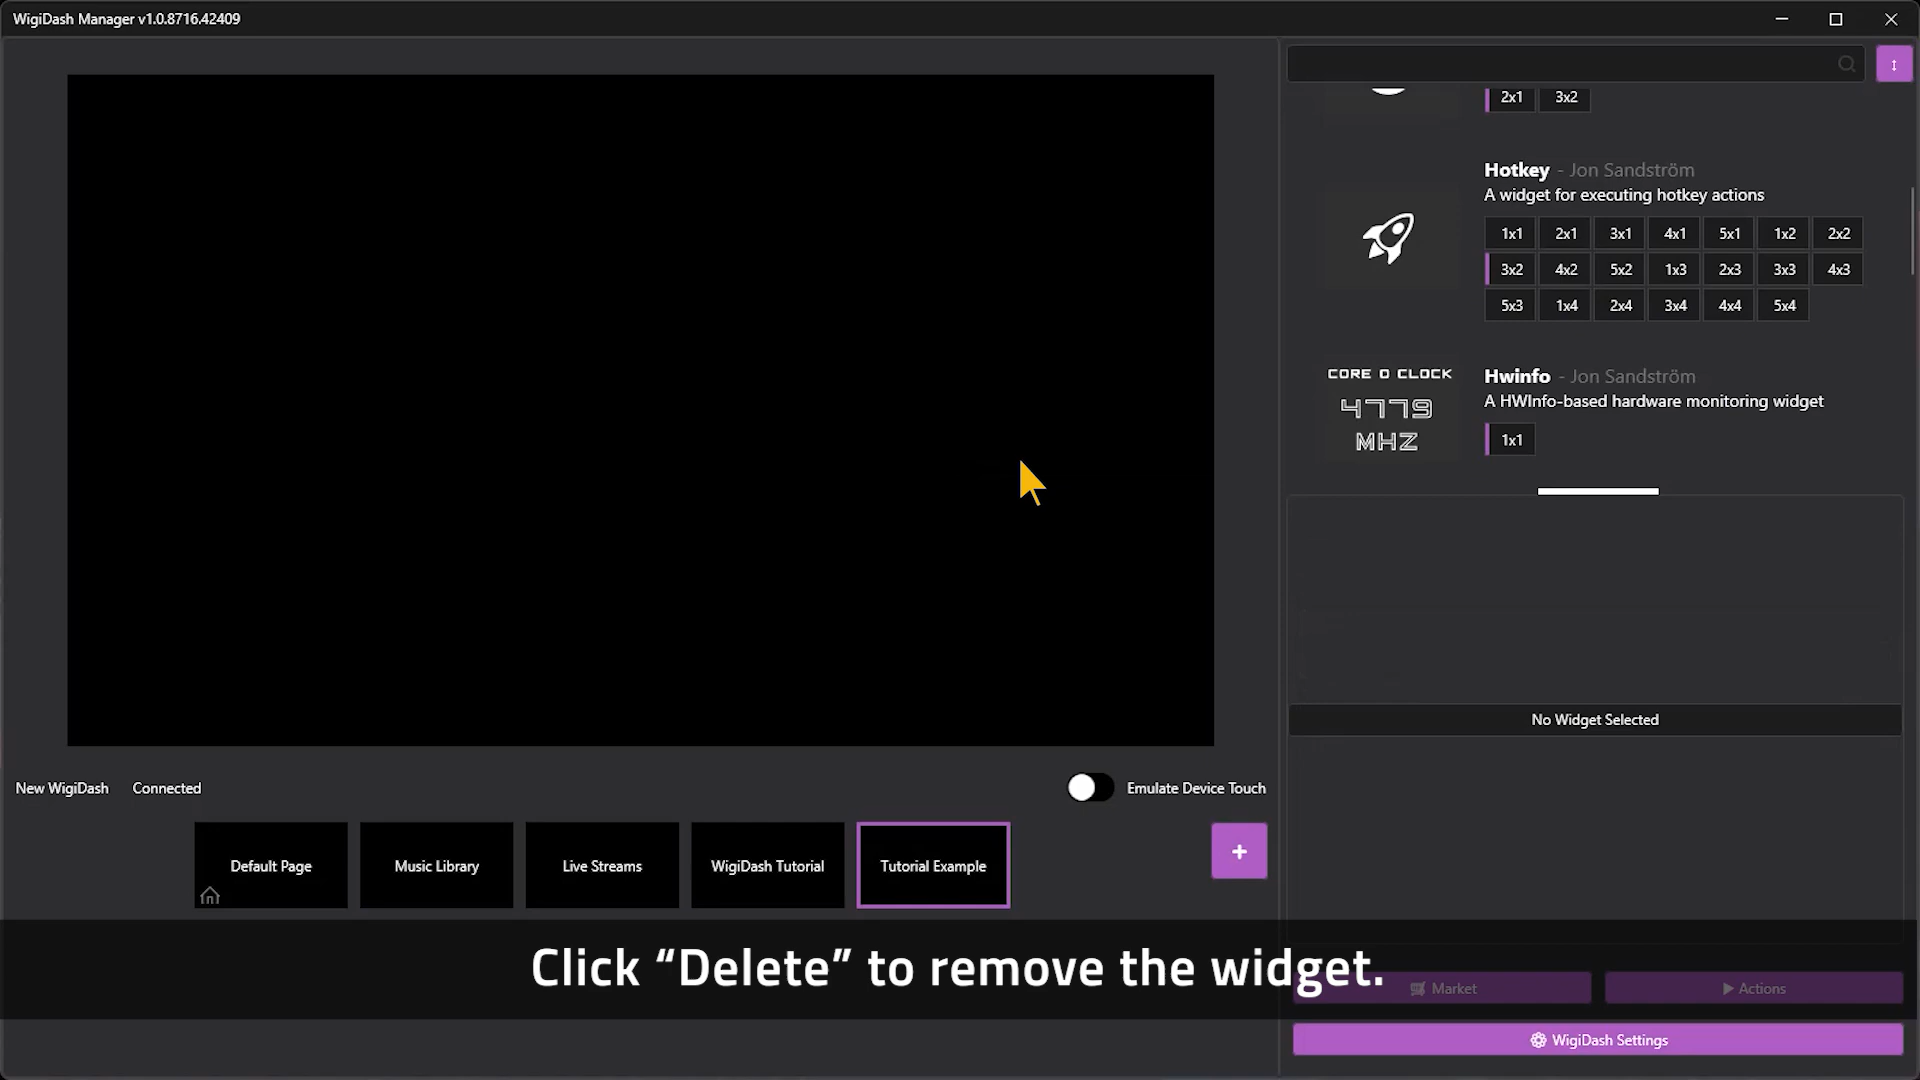 WigiDash Manager v1.0.8716.42409
2x1 3x2
Hotkey - Jon Sandström
A widget for executing hotkey actions
1x1 2x1 3x1 4x1 5x1 1x2 2x2
3x2 4x2 5x2 1x3 2x3 3x3 4x3
5x3 1x4 2x4 3x4 4x4 5x4
CORE 0 CLOCK
4779
MHZ
Hwinfo - Jon Sandström
A HWInfo-based hardware monitoring widget
1x1
No Widget Selected
New WigiDash Connected
Emulate Device Touch
Default Page
Music Library
Live Streams
WigiDash Tutorial
Tutorial Example
+
Click “Delete” to remove the widget.
Market
Actions
WigiDash Settings